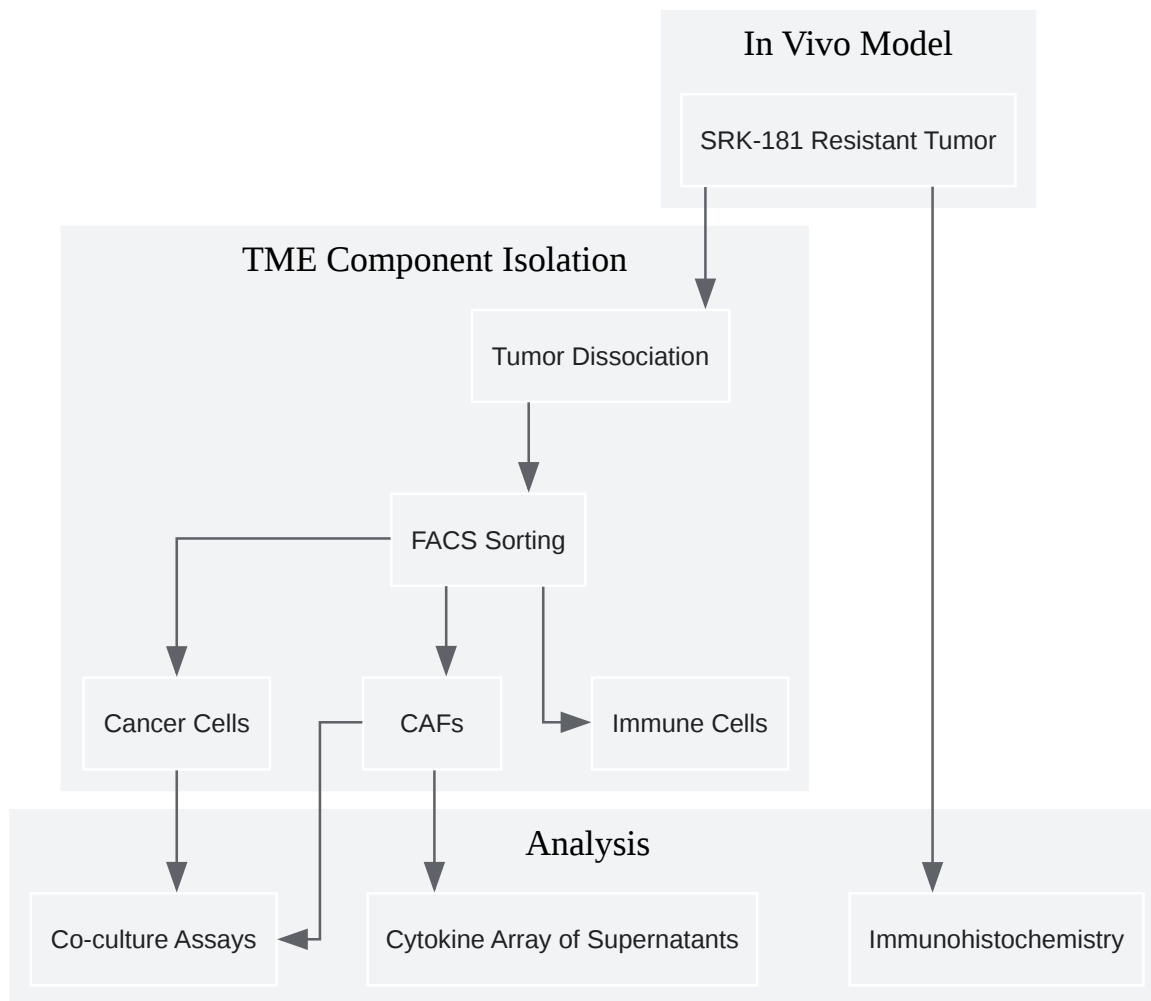 In Vivo Model
SRK-181 Resistant Tumor
TME Component Isolation
Tumor Dissociation
FACS Sorting
Cancer Cells
CAFs
Immune Cells
Analysis
Co-culture Assays
Cytokine Array of Supernatants
Immunohistochemistry